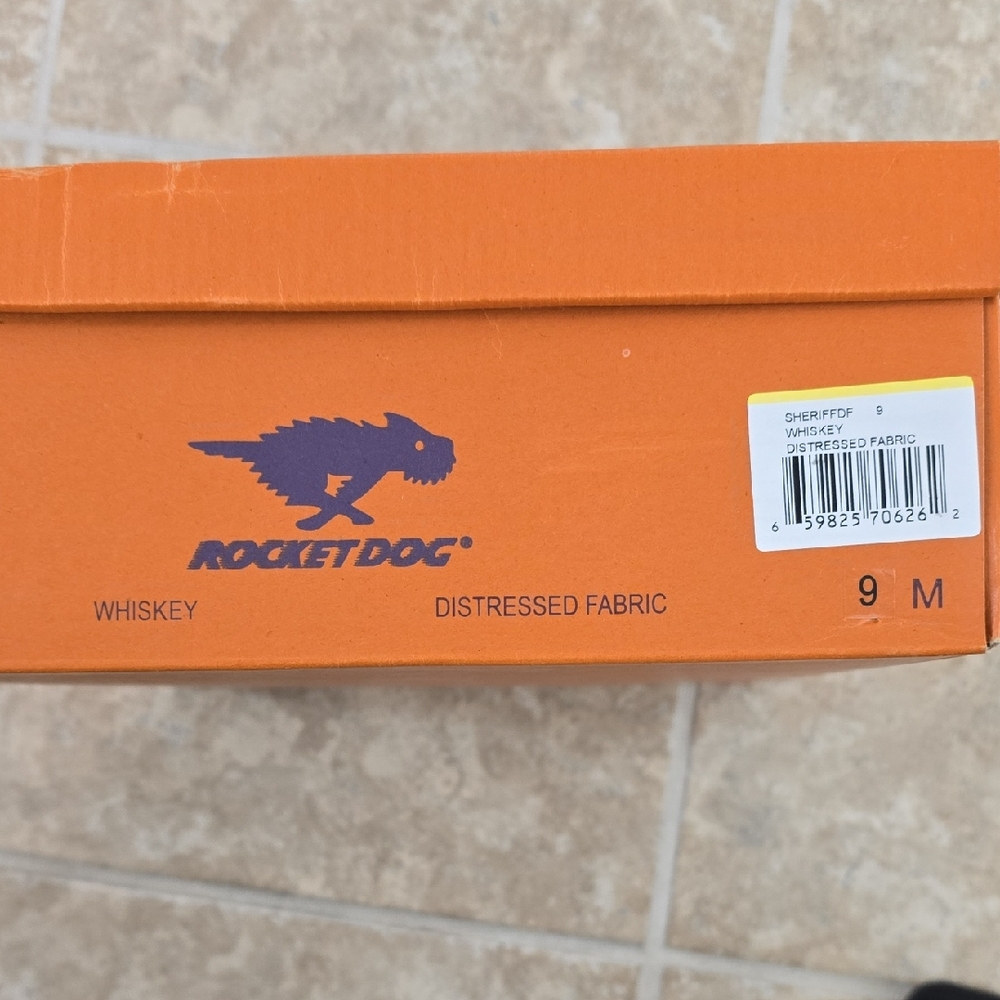 SHERIFFDF 9
WHISKEY
DISTRESSED FABRIC
6 59825 70626 2
ROCKET DOG®
WHISKEY DISTRESSED FABRIC 9 M